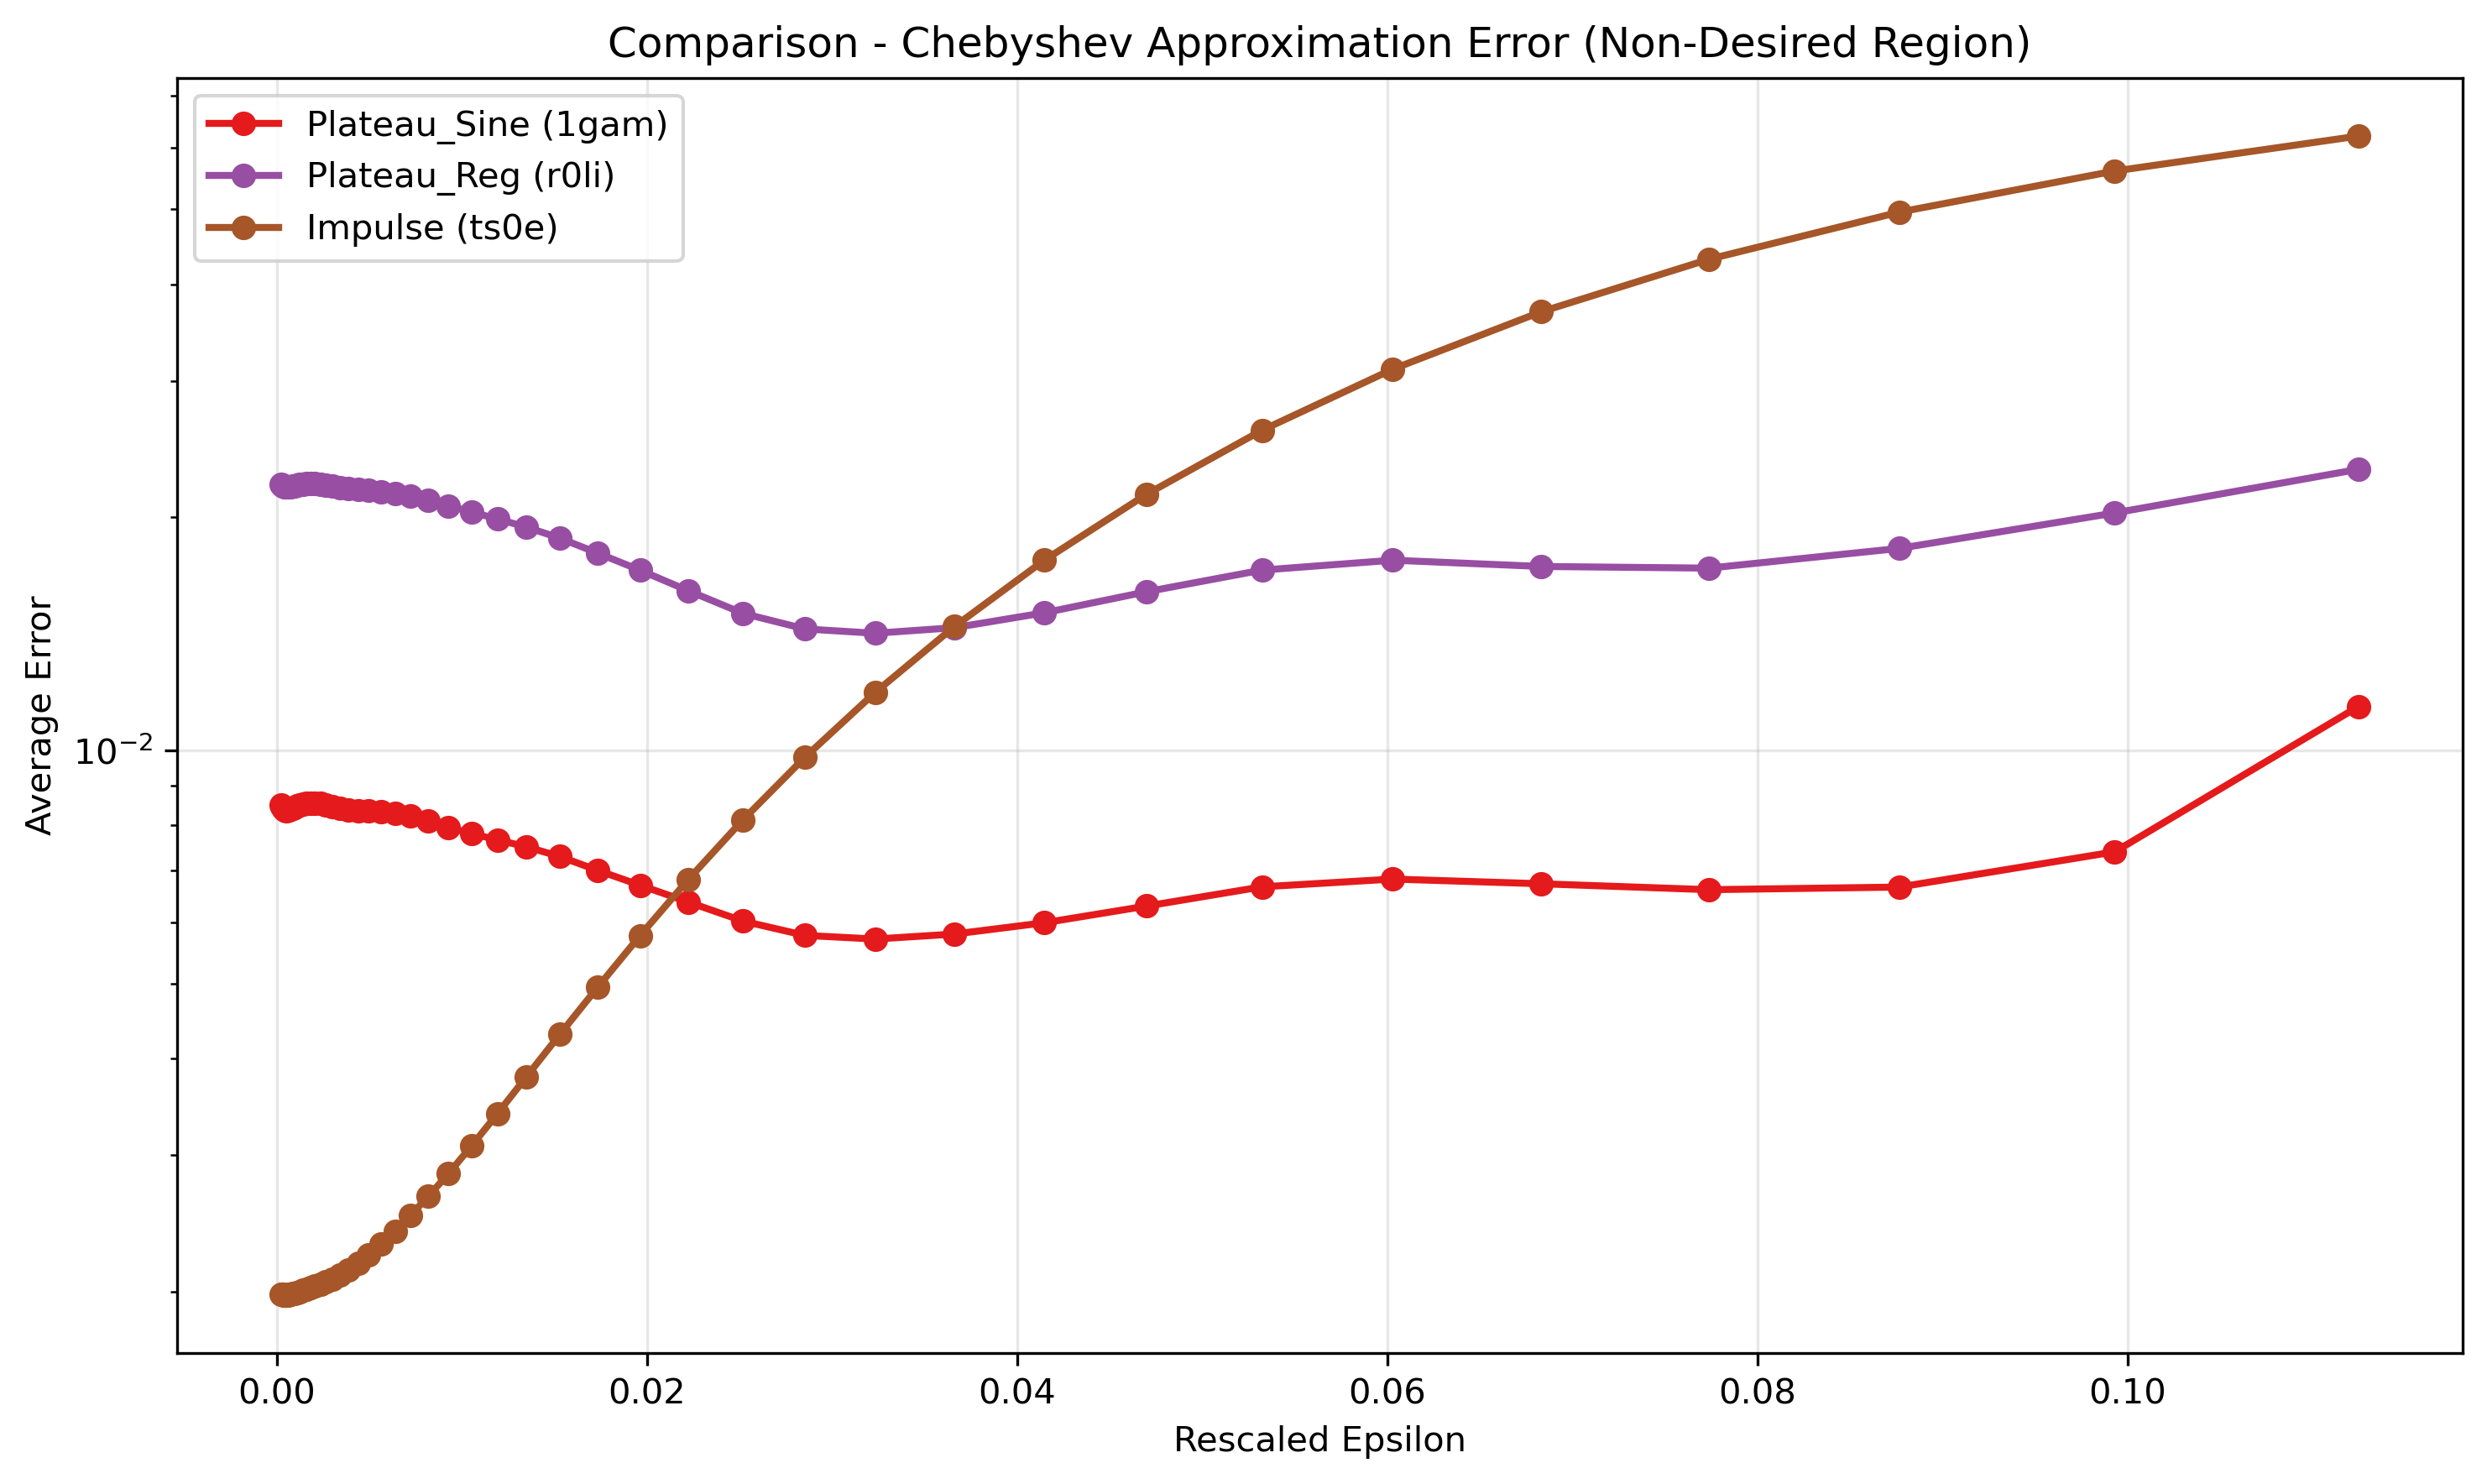 Comparison - Chebyshev Approximation Error (Non-Desired Region)
Plateau_Sine (1gam)
Plateau_Reg (r0li)
Impulse (ts0e)
Average Error
10⁻²
0.00 0.02 0.04 0.06 0.08 0.10
Rescaled Epsilon